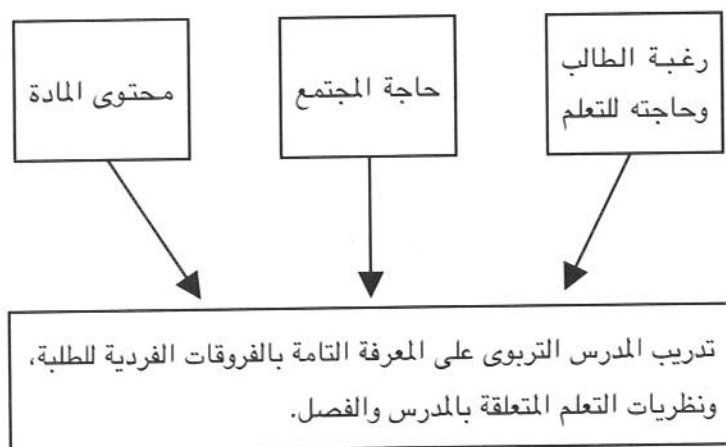 رغبة الطالب
وحاجته للتعلم
حاجة المجتمع
محتوى المادة
تدريب المدرس التربوى على المعرفة التامة بالفروقات الفردية للطلبة،
ونظريات التعلم المتعلقة بالمدرس والفصل.